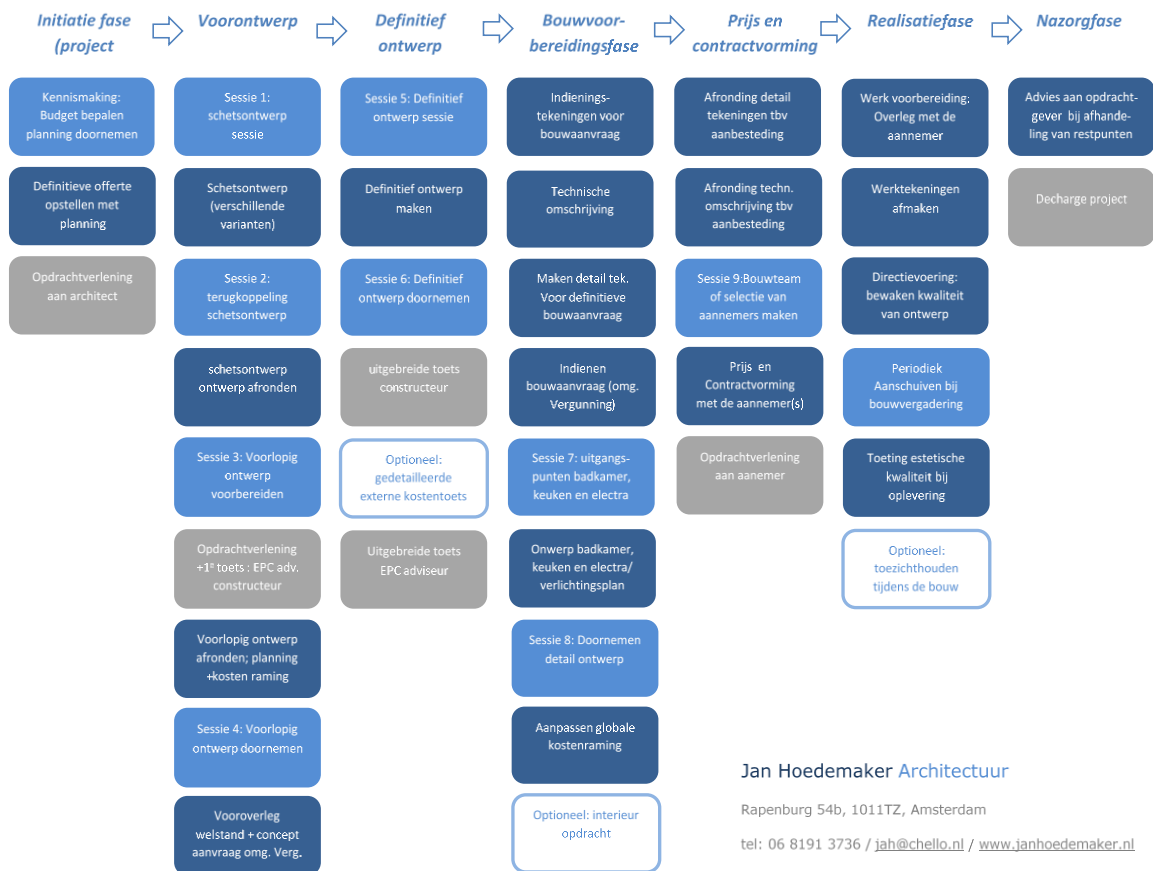 Initiatie fase
(project
Voorontwerp
Definitief
ontwerp
Bouwvoor-
bereidingsfase
Prijs en
contractvorming
Realisatiefase
Nazorgfase
Kennismaking:
Budget bepalen
planning doornemen
Definitieve offerte
opstellen met
planning
Opdrachtverlening
aan architect
Sessie 1:
schetsontwerp
sessie
Schetsontwerp
(verschillende
varianten)
Sessie 2:
terugkoppeling
schetsontwerp
schetsontwerp
ontwerp afronden
Sessie 3: Voorlopig
ontwerp
voorbereiden
Opdrachtverlening
+1e toets : EPC adv.
constructeur
Voorlopig ontwerp
afronden; planning
+kosten raming
Sessie 4: Voorlopig
ontwerp doornemen
Vooroverleg
welstand + concept
aanvraag omg. Verg.
Sessie 5: Definitief
ontwerp sessie
Definitief ontwerp
maken
Sessie 6: Definitief
ontwerp doornemen
uitgebreide toets
constructeur
Optioneel:
gedetailleerde
externe kostentoets
Uitgebreide toets
EPC adviseur
Indienings-
tekeningen voor
bouwaanvraag
Technische
omschrijving
Maken detail tek.
Voor definitieve
bouwaanvraag
Indienen
bouwaanvraag (omg.
Vergunning)
Sessie 7: uitgangs-
punten badkamer,
keuken en electra
Onwerp badkamer,
keuken en electra/
verlichtingsplan
Sessie 8: Doornemen
detail ontwerp
Aanpassen globale
kostenraming
Optioneel: interieur
opdracht
Afronding detail
tekeningen tbv
aanbesteding
Afronding techn.
omschrijving tbv
aanbesteding
Sessie 9:Bouwteam
of selectie van
aannemers maken
Prijs en
Contractvorming
met de aannemer(s)
Opdrachtverlening
aan aanemer
Werk voorbereiding:
Overleg met de
aannemer
Werktekeningen
afmaken
Directievoering:
bewaken kwaliteit
van ontwerp
Periodiek
Aanschuiven bij
bouwvergadering
Toeting estetische
kwaliteit bij
oplevering
Optioneel:
toezichthouden
tijdens de bouw
Advies aan opdracht-
gever bij afhande-
ling van restpunten
Decharge project
Jan Hoedemaker Architectuur
Rapenburg 54b, 1011TZ, Amsterdam
tel: 06 8191 3736 / jah@chello.nl / www.janhoedemaker.nl